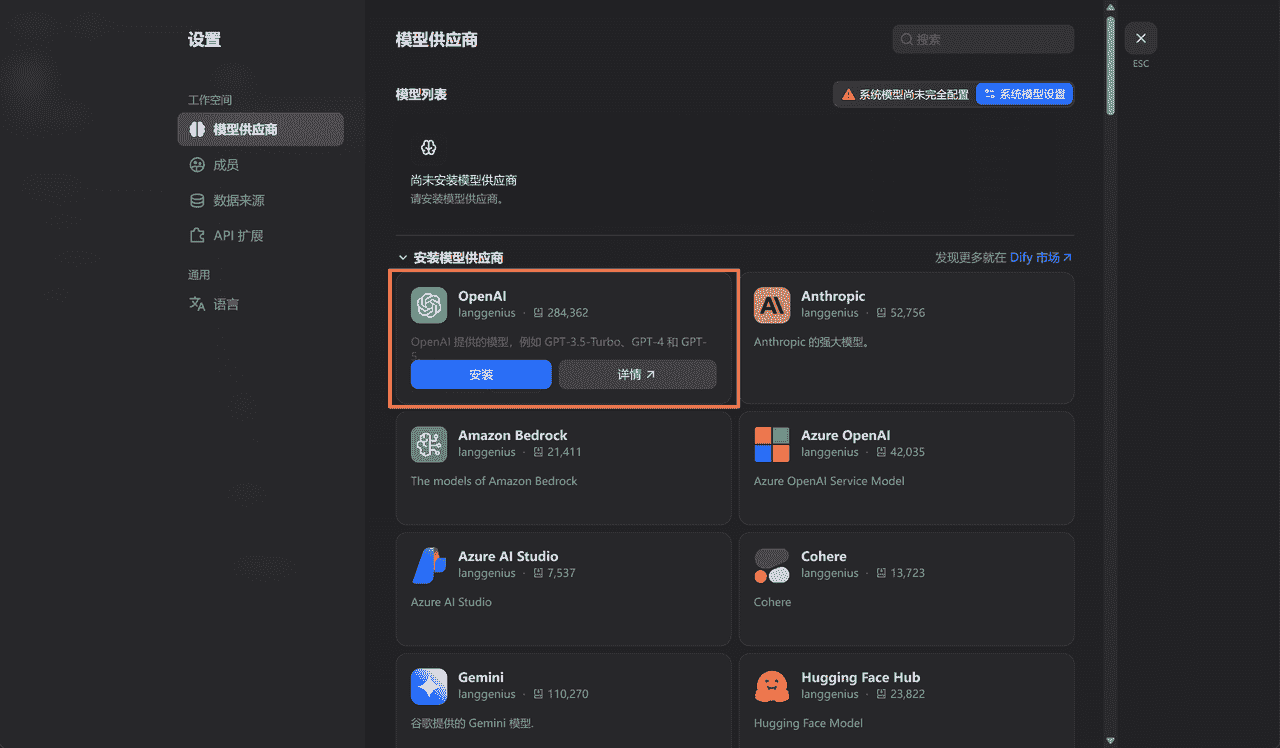 设置
工作空间
模型供应商
成员
数据来源
API 扩展
通用
语言
模型供应商
搜索
模型列表
系统模型尚未完全配置
系统模型设置
尚未安装模型供应商
请安装模型供应商。
安装模型供应商
发现更多就在 Dify 市场
OpenAI
langgenius · 284,362
OpenAI 提供的模型，例如 GPT-3.5-Turbo、GPT-4 和 GPT-
5
安装
详情
Anthropic
langgenius · 52,756
Anthropic 的强大模型。
Amazon Bedrock
langgenius · 21,411
The models of Amazon Bedrock
Azure OpenAI
langgenius · 42,035
Azure OpenAI Service Model
Azure AI Studio
langgenius · 7,537
Azure AI Studio
Cohere
langgenius · 13,723
Cohere
Gemini
langgenius · 110,270
谷歌提供的 Gemini 模型.
Hugging Face Hub
langgenius · 23,822
Hugging Face Model
ESC